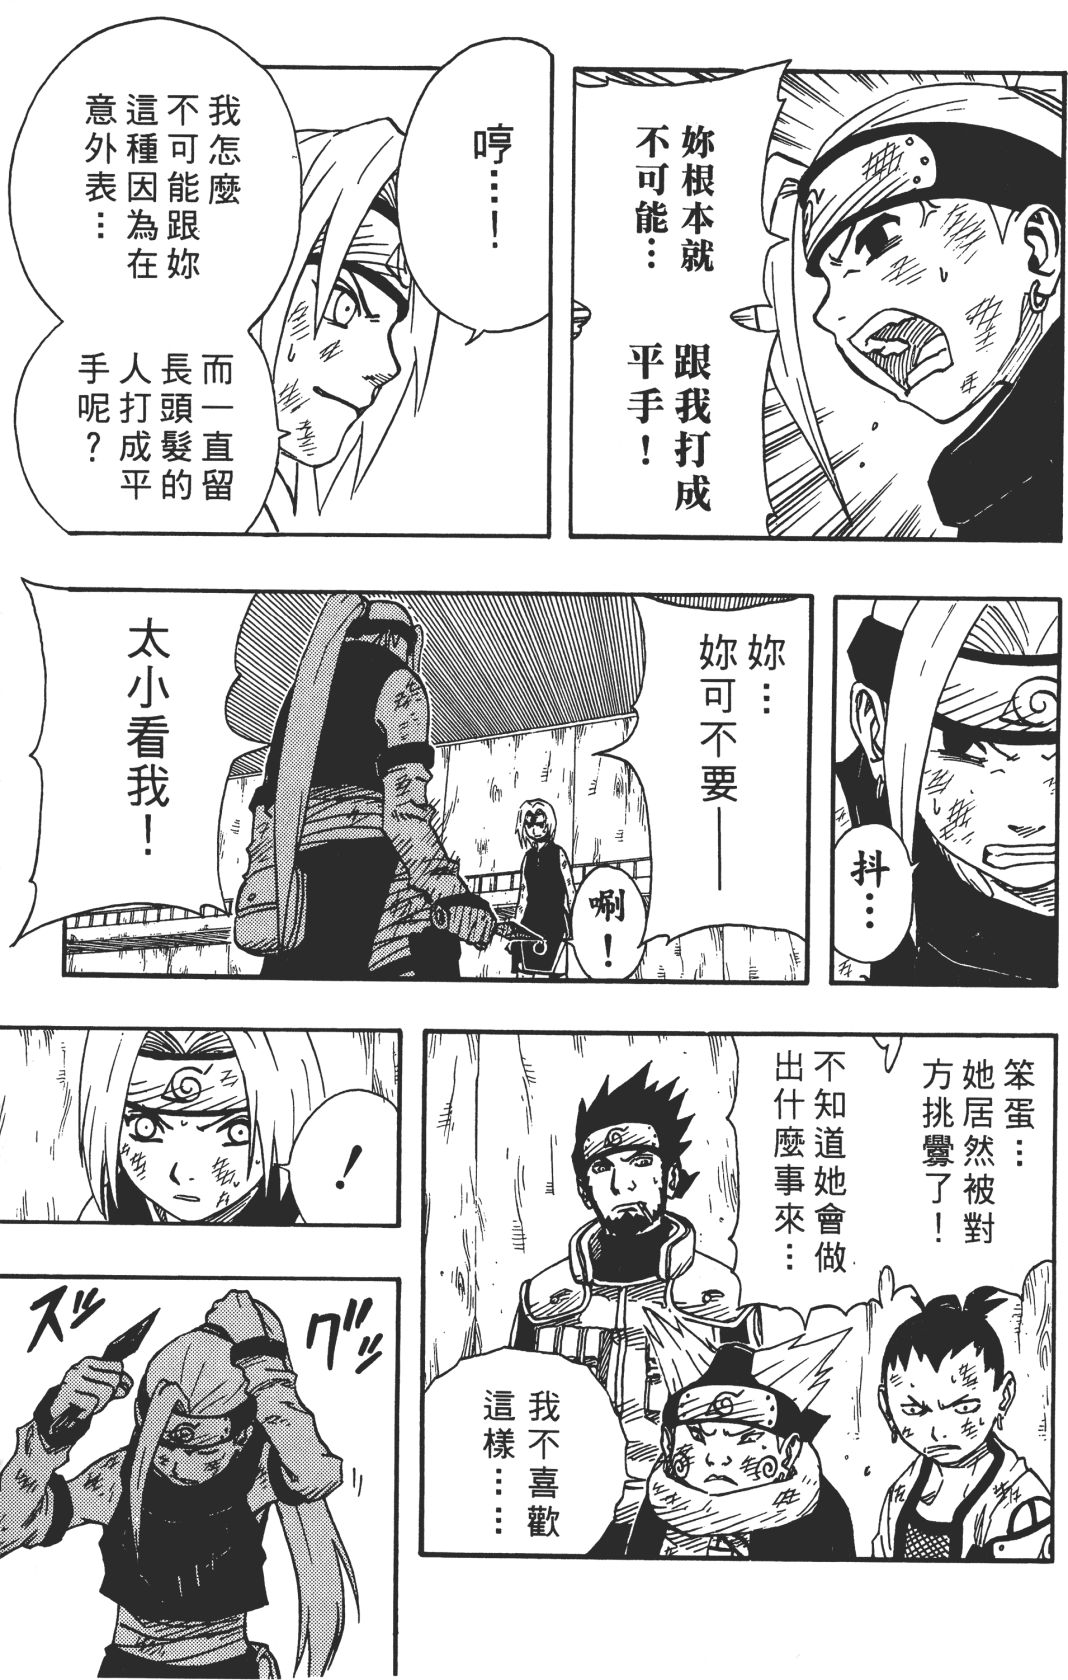 妳根本就
不可能…
跟我打成
平手！
哼…！
我怎麼
不可能跟妳
這種因為在
意外表…
而一直留
長頭髮的
人打成平
手呢？
抖…
妳…
妳可不要——
唰！
太小看我！
笨蛋…
她居然被對
方挑釁了！
不知道她會做
出什麼事來…
我不喜歡
這樣……
！
グッ
スッ